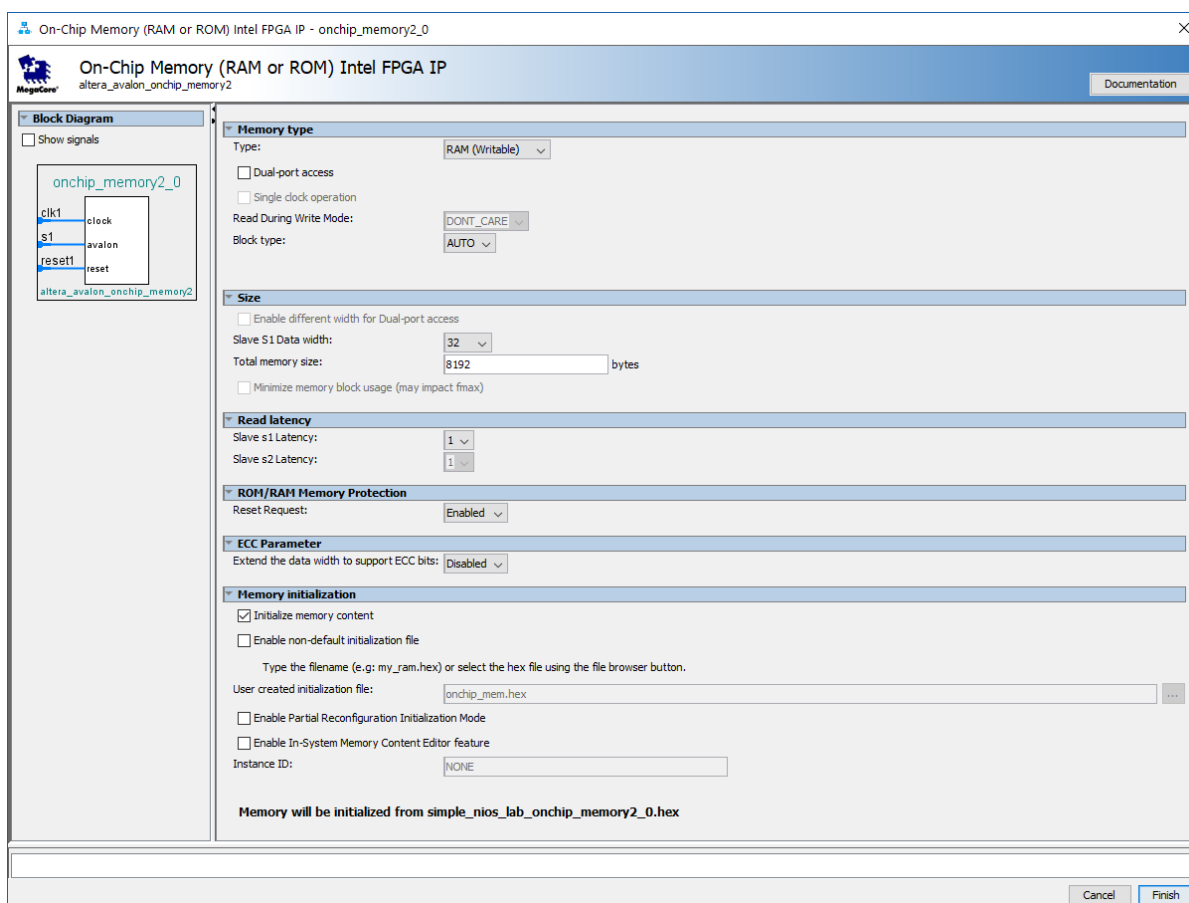 On-Chip Memory (RAM or ROM) Intel FPGA IP - onchip_memory2_0
MegaCore®
On-Chip Memory (RAM or ROM) Intel FPGA IP
altera_avalon_onchip_memory2
Documentation
Block Diagram
Show signals
onchip_memory2_0
clk1
clock
s1
avalon
reset1
reset
altera_avalon_onchip_memory2
Memory type
Type: RAM (Writable)
Dual-port access
Single clock operation
Read During Write Mode: DONT_CARE
Block type: AUTO
Size
Enable different width for Dual-port access
Slave S1 Data width: 32
Total memory size: 8192 bytes
Minimize memory block usage (may impact fmax)
Read latency
Slave s1 Latency: 1
Slave s2 Latency: 1
ROM/RAM Memory Protection
Reset Request: Enabled
ECC Parameter
Extend the data width to support ECC bits: Disabled
Memory initialization
Initialize memory content
Enable non-default initialization file
Type the filename (e.g: my_ram.hex) or select the hex file using the file browser button.
User created initialization file: onchip_mem.hex ...
Enable Partial Reconfiguration Initialization Mode
Enable In-System Memory Content Editor feature
Instance ID: NONE
Memory will be initialized from simple_nios_lab_onchip_memory2_0.hex
Cancel Finish